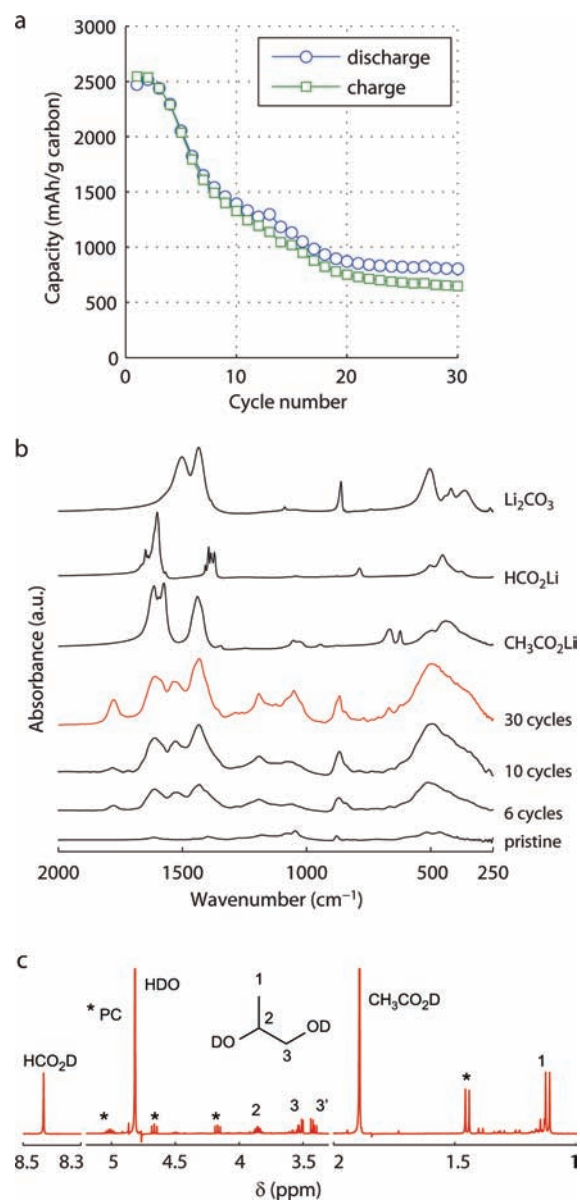 a
3000
2500
2000
1500
1000
500
0
Capacity (mAh/g carbon)
discharge
charge
0 10 20 30
Cycle number
b
Absorbance (a.u.)
Li₂CO₃
HCO₂Li
CH₃CO₂Li
30 cycles
10 cycles
6 cycles
pristine
2000 1500 1000 500 250
Wavenumber (cm⁻¹)
c
HDO
* PC
HCO₂D
1
2
3
DO
OD
CH₃CO₂D
* * * 2 3 3' * 1
8.5 8.3 5 4.5 4 3.5 2 1.5 1
δ (ppm)